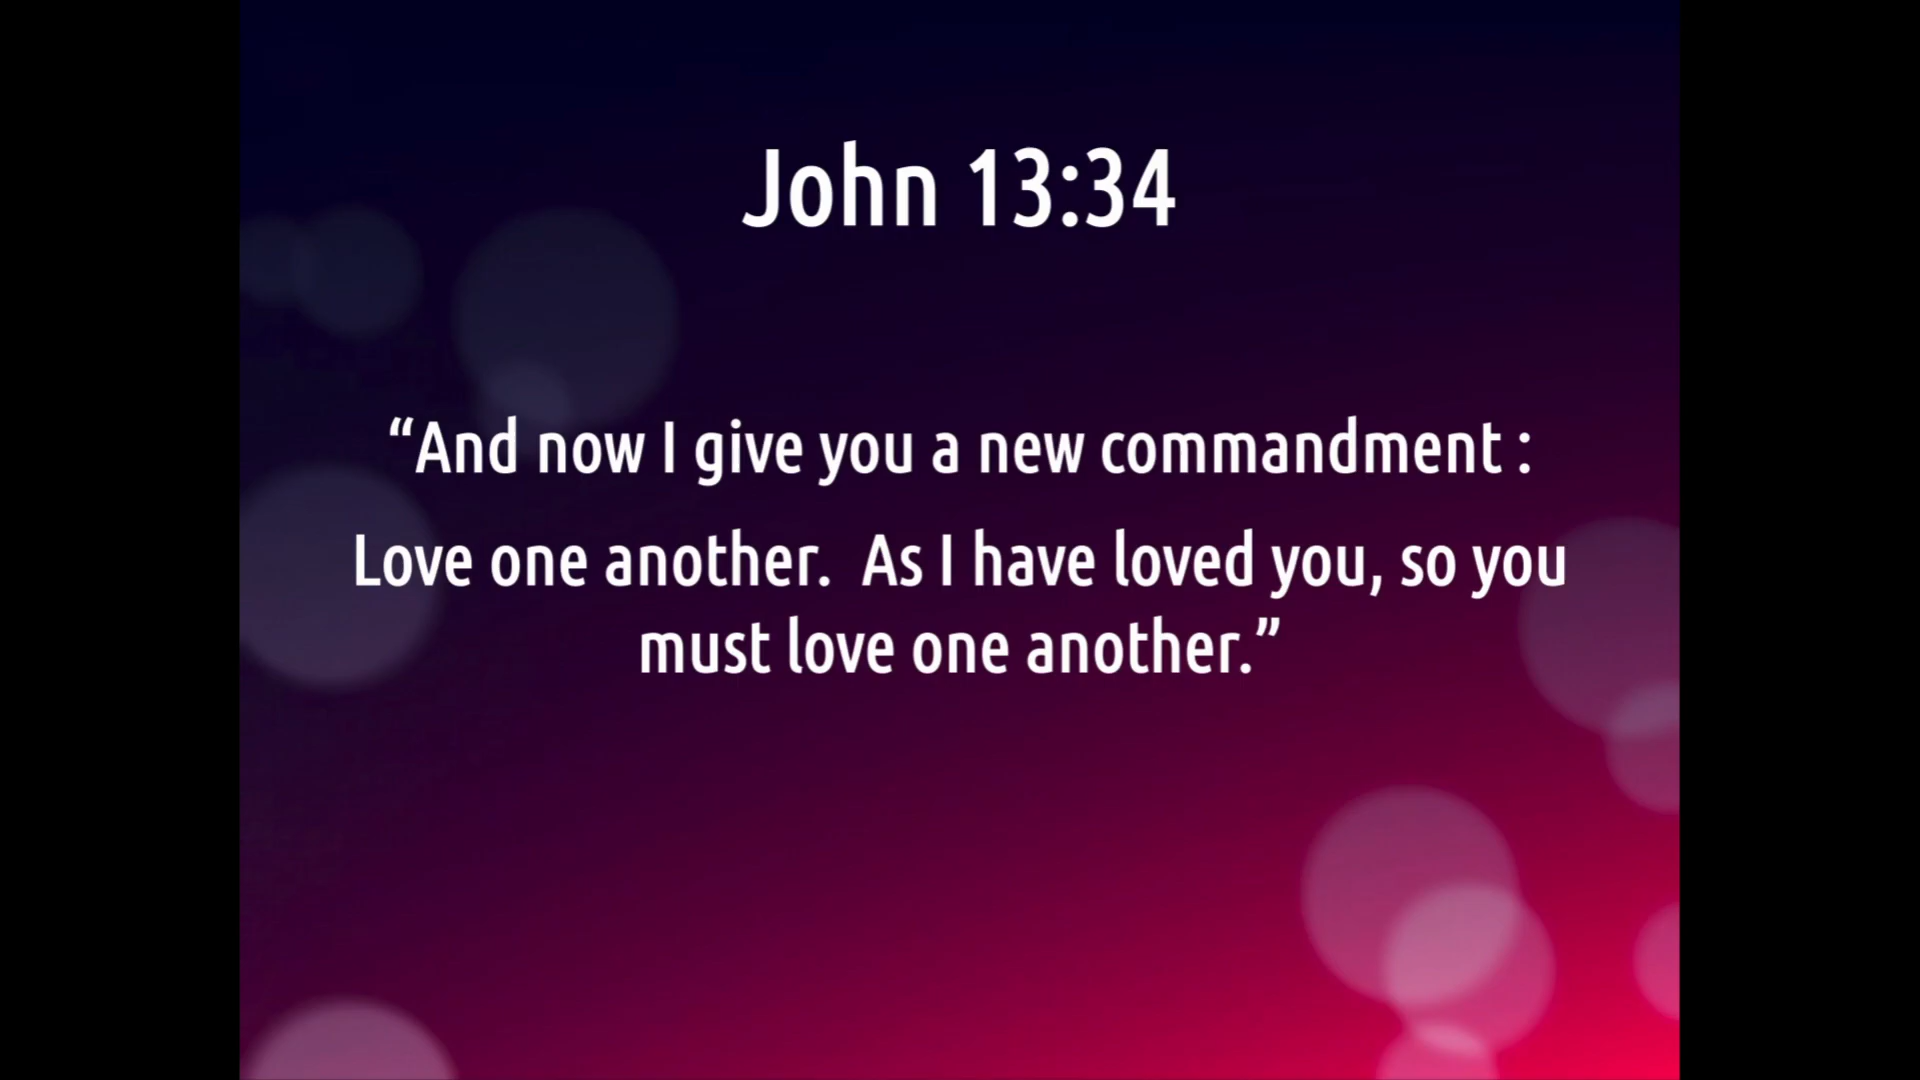 John 13:34
“And now I give you a new commandment :
Love one another.  As I have loved you, so you
must love one another.”